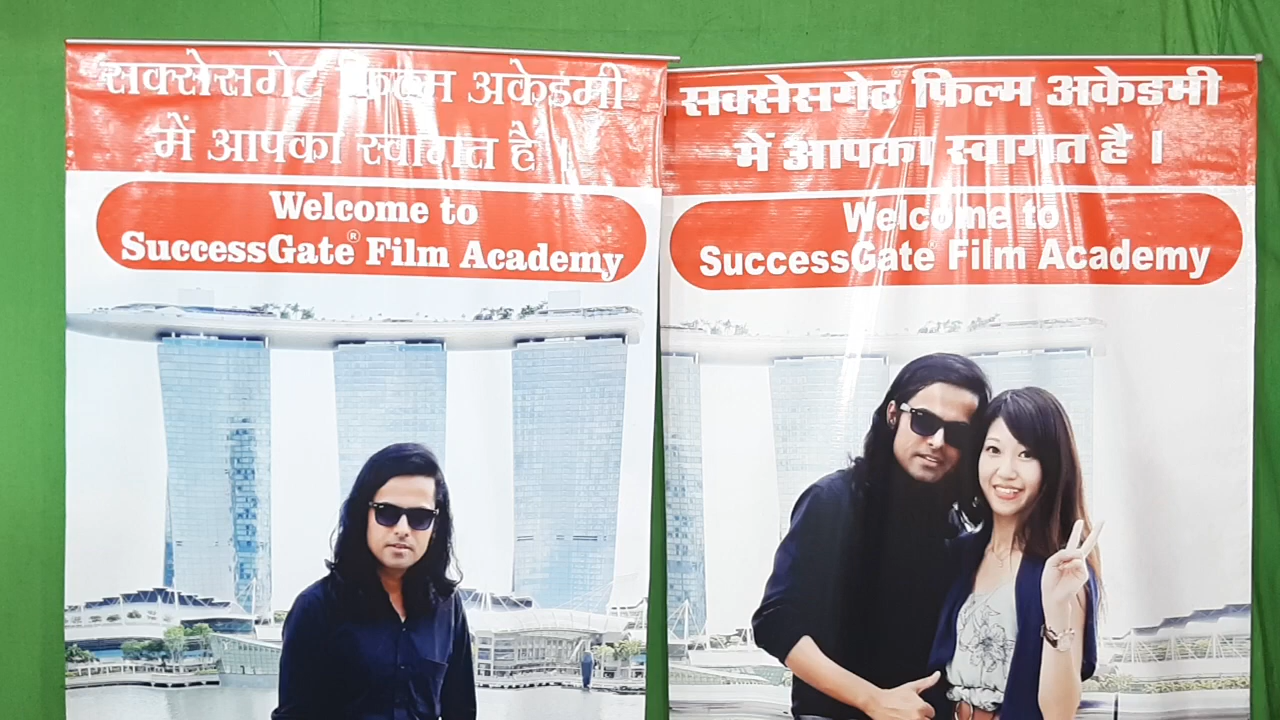 सक्सेसगेट फिल्म अकेडमी
में आपका स्वागत है ।
Welcome to
SuccessGate® Film Academy
सक्सेसगेट® फिल्म अकेडमी
में आपका स्वागत है ।
Welcome to
SuccessGate® Film Academy